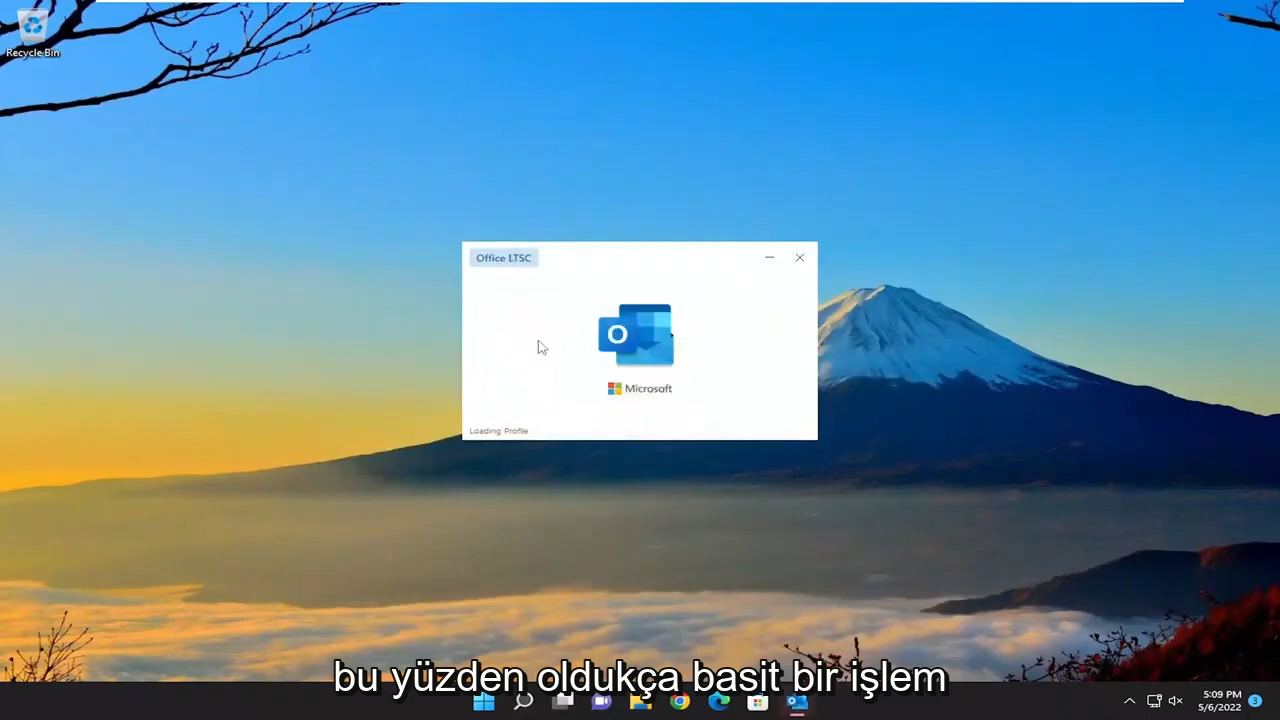 Recycle Bin
Office LTSC
O
Microsoft
Loading Profile
bu yüzden oldukça basit bir işlem
5:09 PM
5/6/2022
3